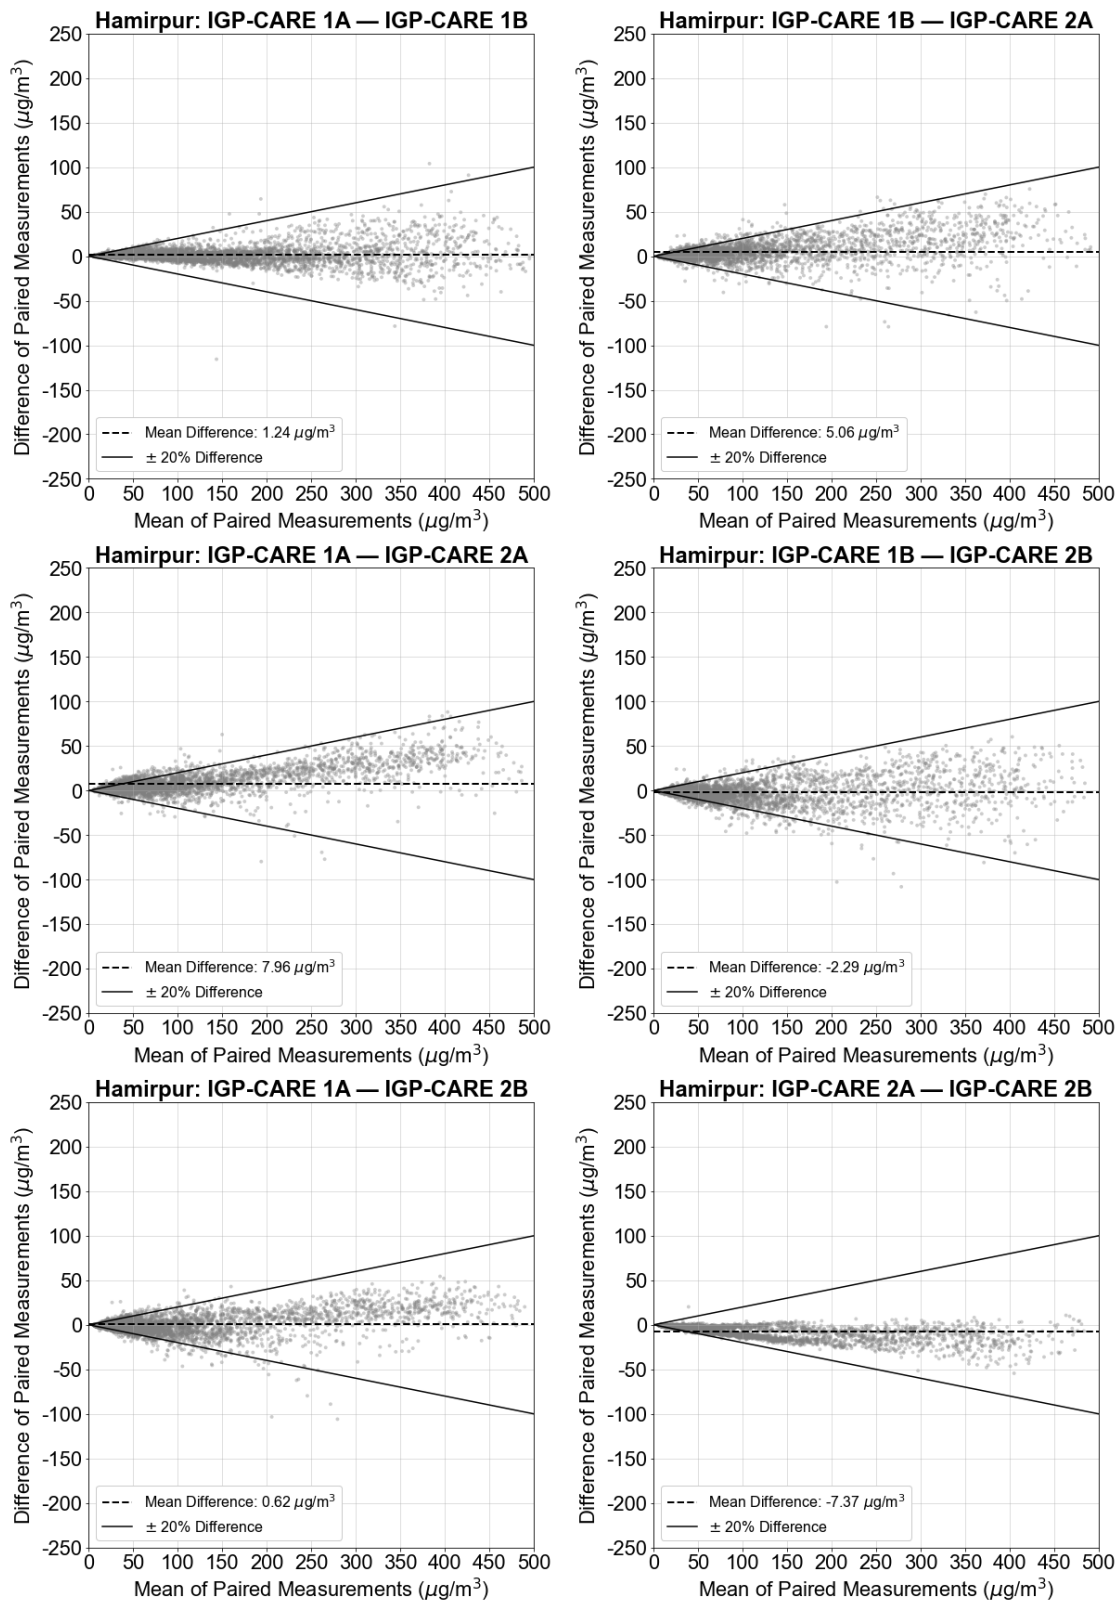 Hamirpur: IGP-CARE 1A — IGP-CARE 1B
Difference of Paired Measurements (μg/m³)
250
200
150
100
50
0
-50
-100
-150
-200
-250
Mean Difference: 1.24 μg/m³
± 20% Difference
0 50 100 150 200 250 300 350 400 450 500
Mean of Paired Measurements (μg/m³)
Hamirpur: IGP-CARE 1B — IGP-CARE 2A
Difference of Paired Measurements (μg/m³)
250
200
150
100
50
0
-50
-100
-150
-200
-250
Mean Difference: 5.06 μg/m³
± 20% Difference
0 50 100 150 200 250 300 350 400 450 500
Mean of Paired Measurements (μg/m³)
Hamirpur: IGP-CARE 1A — IGP-CARE 2A
Difference of Paired Measurements (μg/m³)
250
200
150
100
50
0
-50
-100
-150
-200
-250
Mean Difference: 7.96 μg/m³
± 20% Difference
0 50 100 150 200 250 300 350 400 450 500
Mean of Paired Measurements (μg/m³)
Hamirpur: IGP-CARE 1B — IGP-CARE 2B
Difference of Paired Measurements (μg/m³)
250
200
150
100
50
0
-50
-100
-150
-200
-250
Mean Difference: -2.29 μg/m³
± 20% Difference
0 50 100 150 200 250 300 350 400 450 500
Mean of Paired Measurements (μg/m³)
Hamirpur: IGP-CARE 1A — IGP-CARE 2B
Difference of Paired Measurements (μg/m³)
250
200
150
100
50
0
-50
-100
-150
-200
-250
Mean Difference: 0.62 μg/m³
± 20% Difference
0 50 100 150 200 250 300 350 400 450 500
Mean of Paired Measurements (μg/m³)
Hamirpur: IGP-CARE 2A — IGP-CARE 2B
Difference of Paired Measurements (μg/m³)
250
200
150
100
50
0
-50
-100
-150
-200
-250
Mean Difference: -7.37 μg/m³
± 20% Difference
0 50 100 150 200 250 300 350 400 450 500
Mean of Paired Measurements (μg/m³)